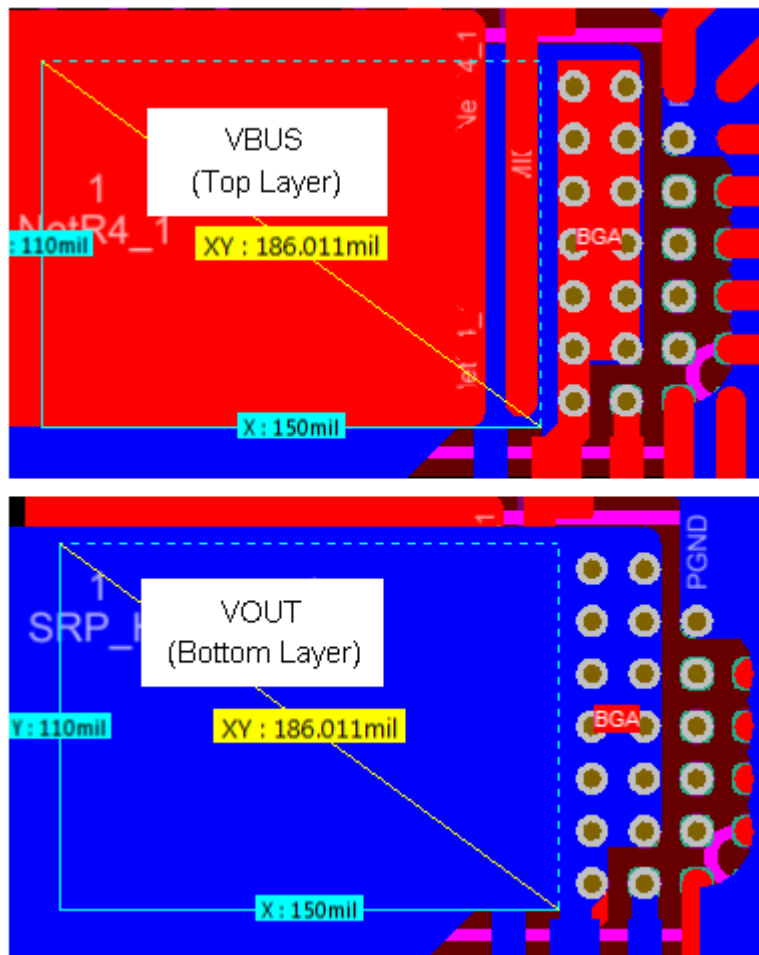 VBUS
(Top Layer)
1
NetR4_1
: 110mil
XY : 186.011mil
X : 150mil
BGA
VOUT
(Bottom Layer)
1
PGND
Y: 110mil
XY : 186.011mil
BGA
X : 150mil